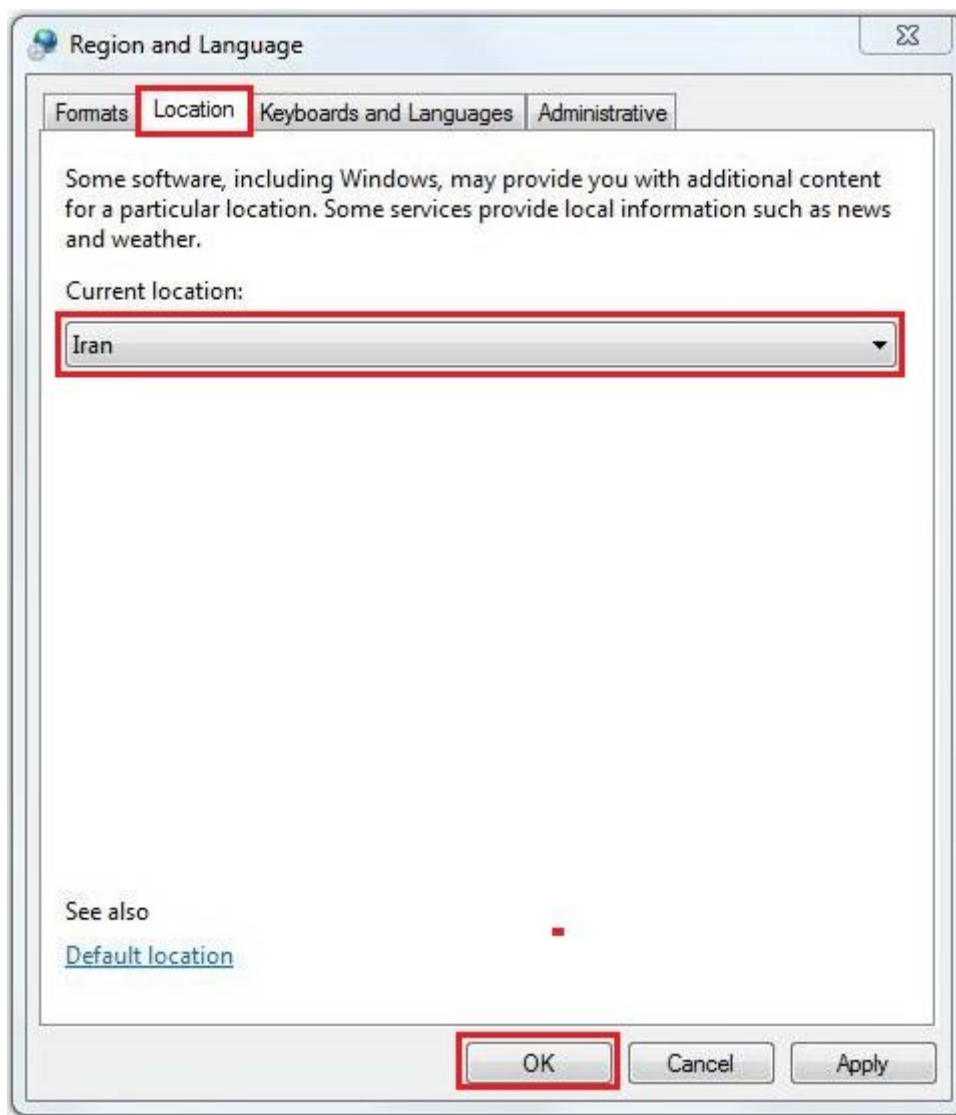 Region and Language
Formats Location Keyboards and Languages Administrative
Some software, including Windows, may provide you with additional content
for a particular location. Some services provide local information such as news
and weather.
Current location:
Iran
See also
Default location
OK Cancel Apply